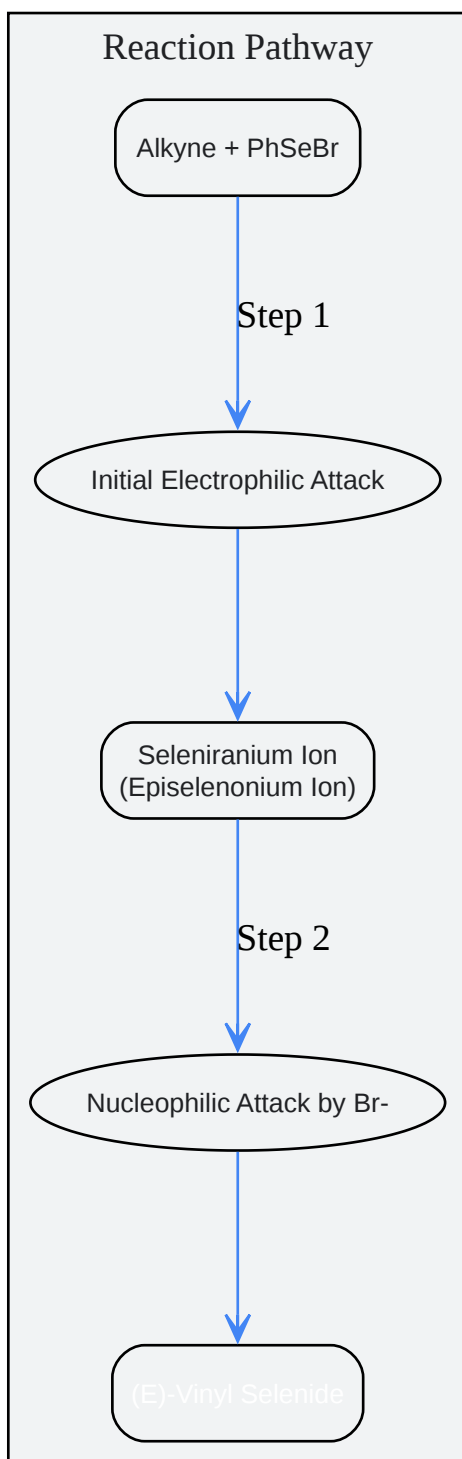 Reaction Pathway
Alkyne + PhSeBr
Step 1
Initial Electrophilic Attack
Seleniranium Ion
(Episelenonium Ion)
Step 2
Nucleophilic Attack by Br-
(E)-Vinyl Selenide